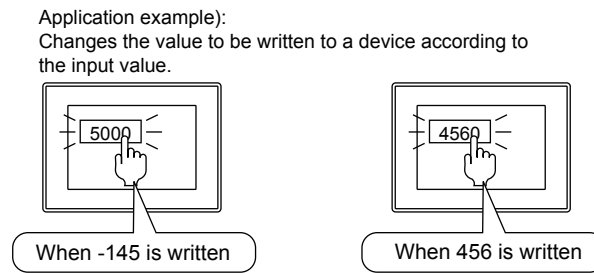 Application example):
Changes the value to be written to a device according to
the input value.
5000
4560
When -145 is written
When 456 is written